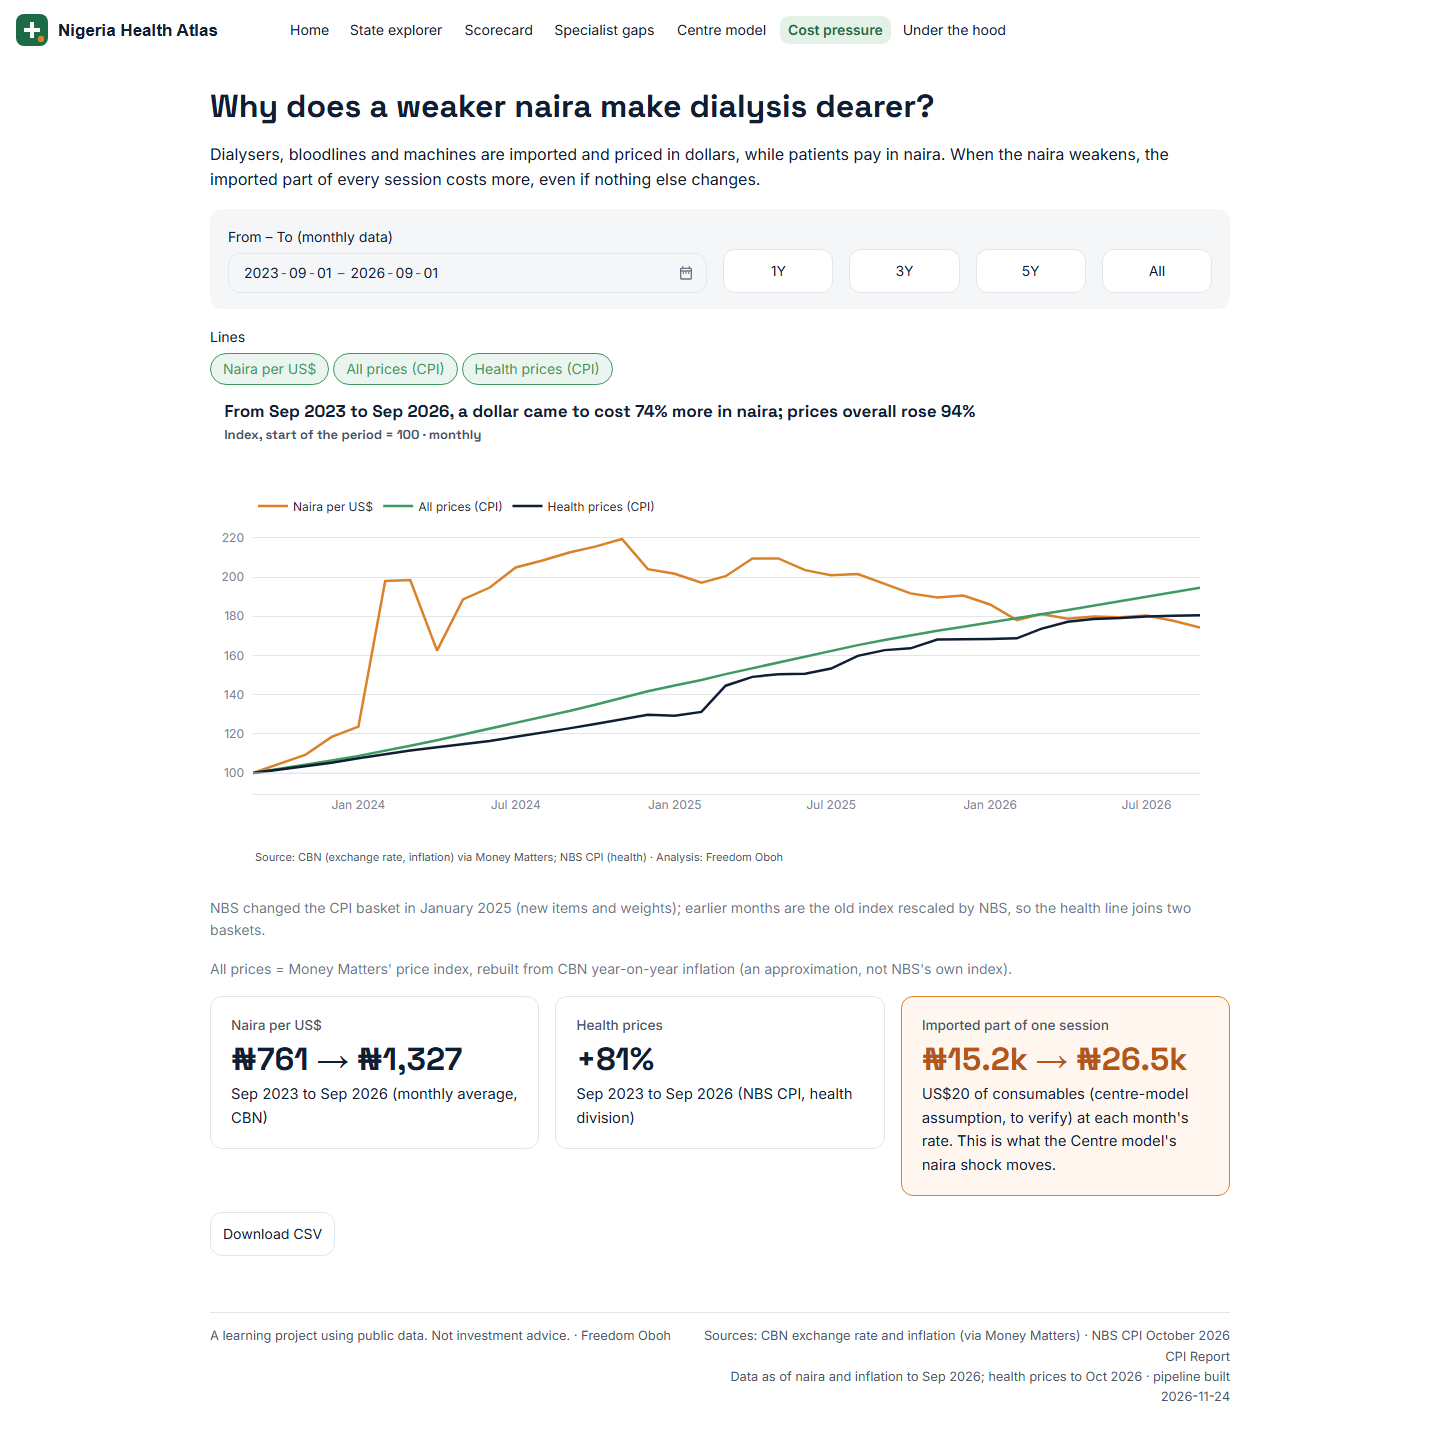 Nigeria Health Atlas
Home State explorer Scorecard Specialist gaps Centre model Cost pressure Under the hood
Why does a weaker naira make dialysis dearer?
Dialysers, bloodlines and machines are imported and priced in dollars, while patients pay in naira. When the naira weakens, the
imported part of every session costs more, even if nothing else changes.
From – To (monthly data)
2023-09-01 – 2026-09-01
1Y 3Y 5Y All
Lines
Naira per US$ All prices (CPI) Health prices (CPI)
From Sep 2023 to Sep 2026, a dollar came to cost 74% more in naira; prices overall rose 94%
Index, start of the period = 100 · monthly
Naira per US$ All prices (CPI) Health prices (CPI)
220
200
180
160
140
120
100
Jan 2024 Jul 2024 Jan 2025 Jul 2025 Jan 2026 Jul 2026
Source: CBN (exchange rate, inflation) via Money Matters; NBS CPI (health) · Analysis: Freedom Oboh
NBS changed the CPI basket in January 2025 (new items and weights); earlier months are the old index rescaled by NBS, so the health line joins two
baskets.
All prices = Money Matters' price index, rebuilt from CBN year-on-year inflation (an approximation, not NBS's own index).
Naira per US$
₦761 → ₦1,327
Sep 2023 to Sep 2026 (monthly average,
CBN)
Health prices
+81%
Sep 2023 to Sep 2026 (NBS CPI, health
division)
Imported part of one session
₦15.2k → ₦26.5k
US$20 of consumables (centre-model
assumption, to verify) at each month's
rate. This is what the Centre model's
naira shock moves.
Download CSV
A learning project using public data. Not investment advice. · Freedom Oboh
Sources: CBN exchange rate and inflation (via Money Matters) · NBS CPI October 2026
CPI Report
Data as of naira and inflation to Sep 2026; health prices to Oct 2026 · pipeline built
2026-11-24